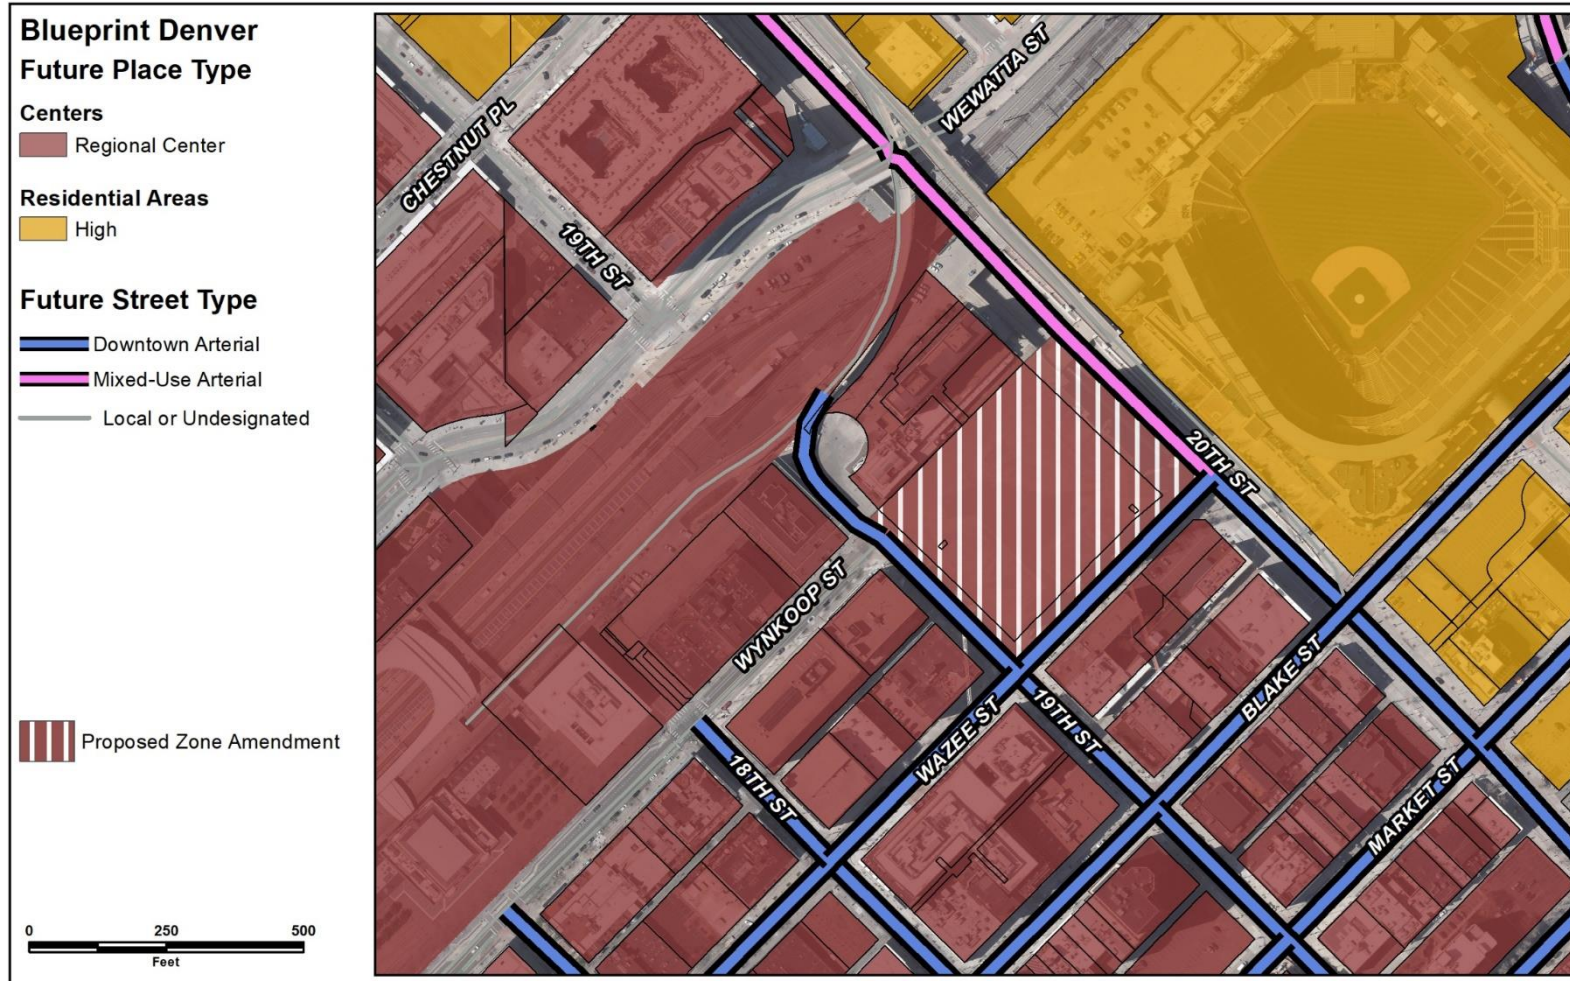 Blueprint Denver
Future Place Type
Centers
Regional Center
Residential Areas
High
Future Street Type
Downtown Arterial
Mixed-Use Arterial
Local or Undesignated
Proposed Zone Amendment
0 250 500
Feet
WEWATTA ST
CHESTNUT PL
19TH ST
20TH ST
WYNKOOP ST
BLAKE ST
19TH ST
WAZEE ST
18TH ST
MARKET ST